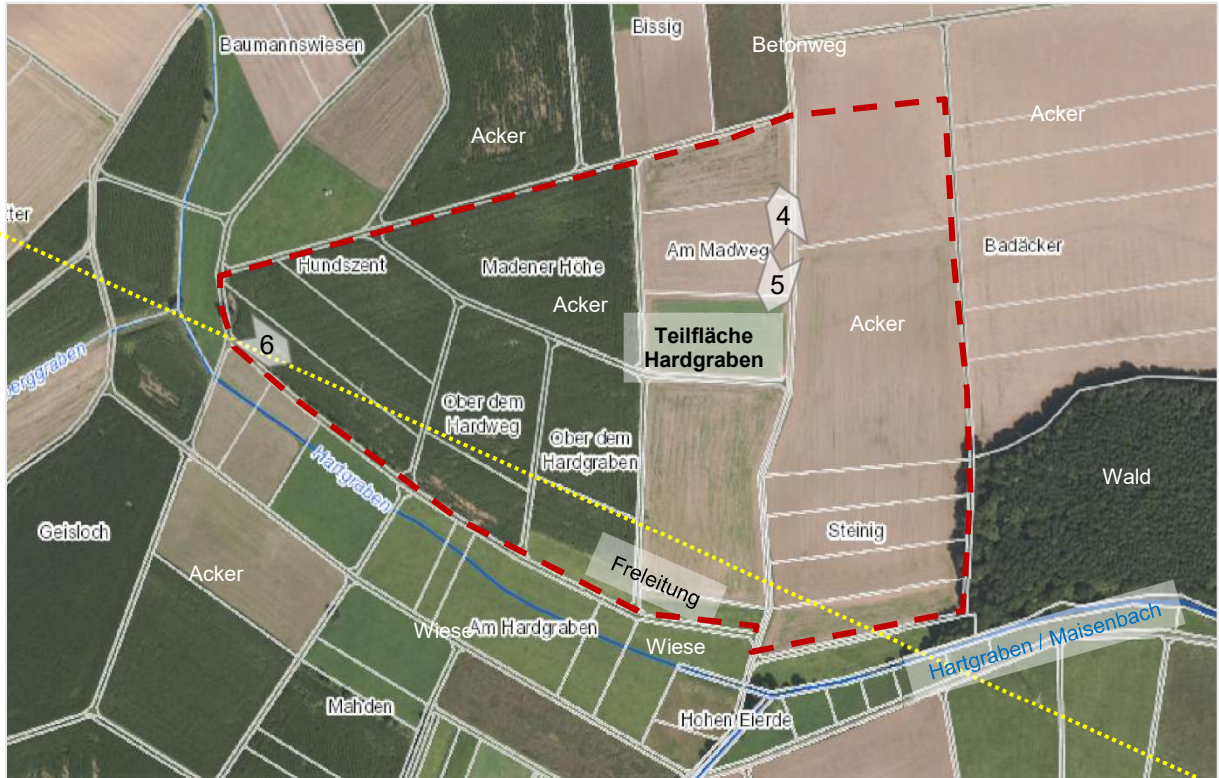 Bissig
Baumannswiesen
Betonweg
Acker
Acker
4
Am Madweg
Badäcker
Hundszent
Madener Höhe
5
Acker
Acker
Teilfläche
Hardgraben
6
Ober dem
Hardweg
Ober dem
Hardgraben
Hartgraben
Wald
Geisloch
Steinig
Freileitung
Acker
Wiese
Am Hardgraben
Wiese
Hartgraben / Maisenbach
Mahden
Hohen Eierde